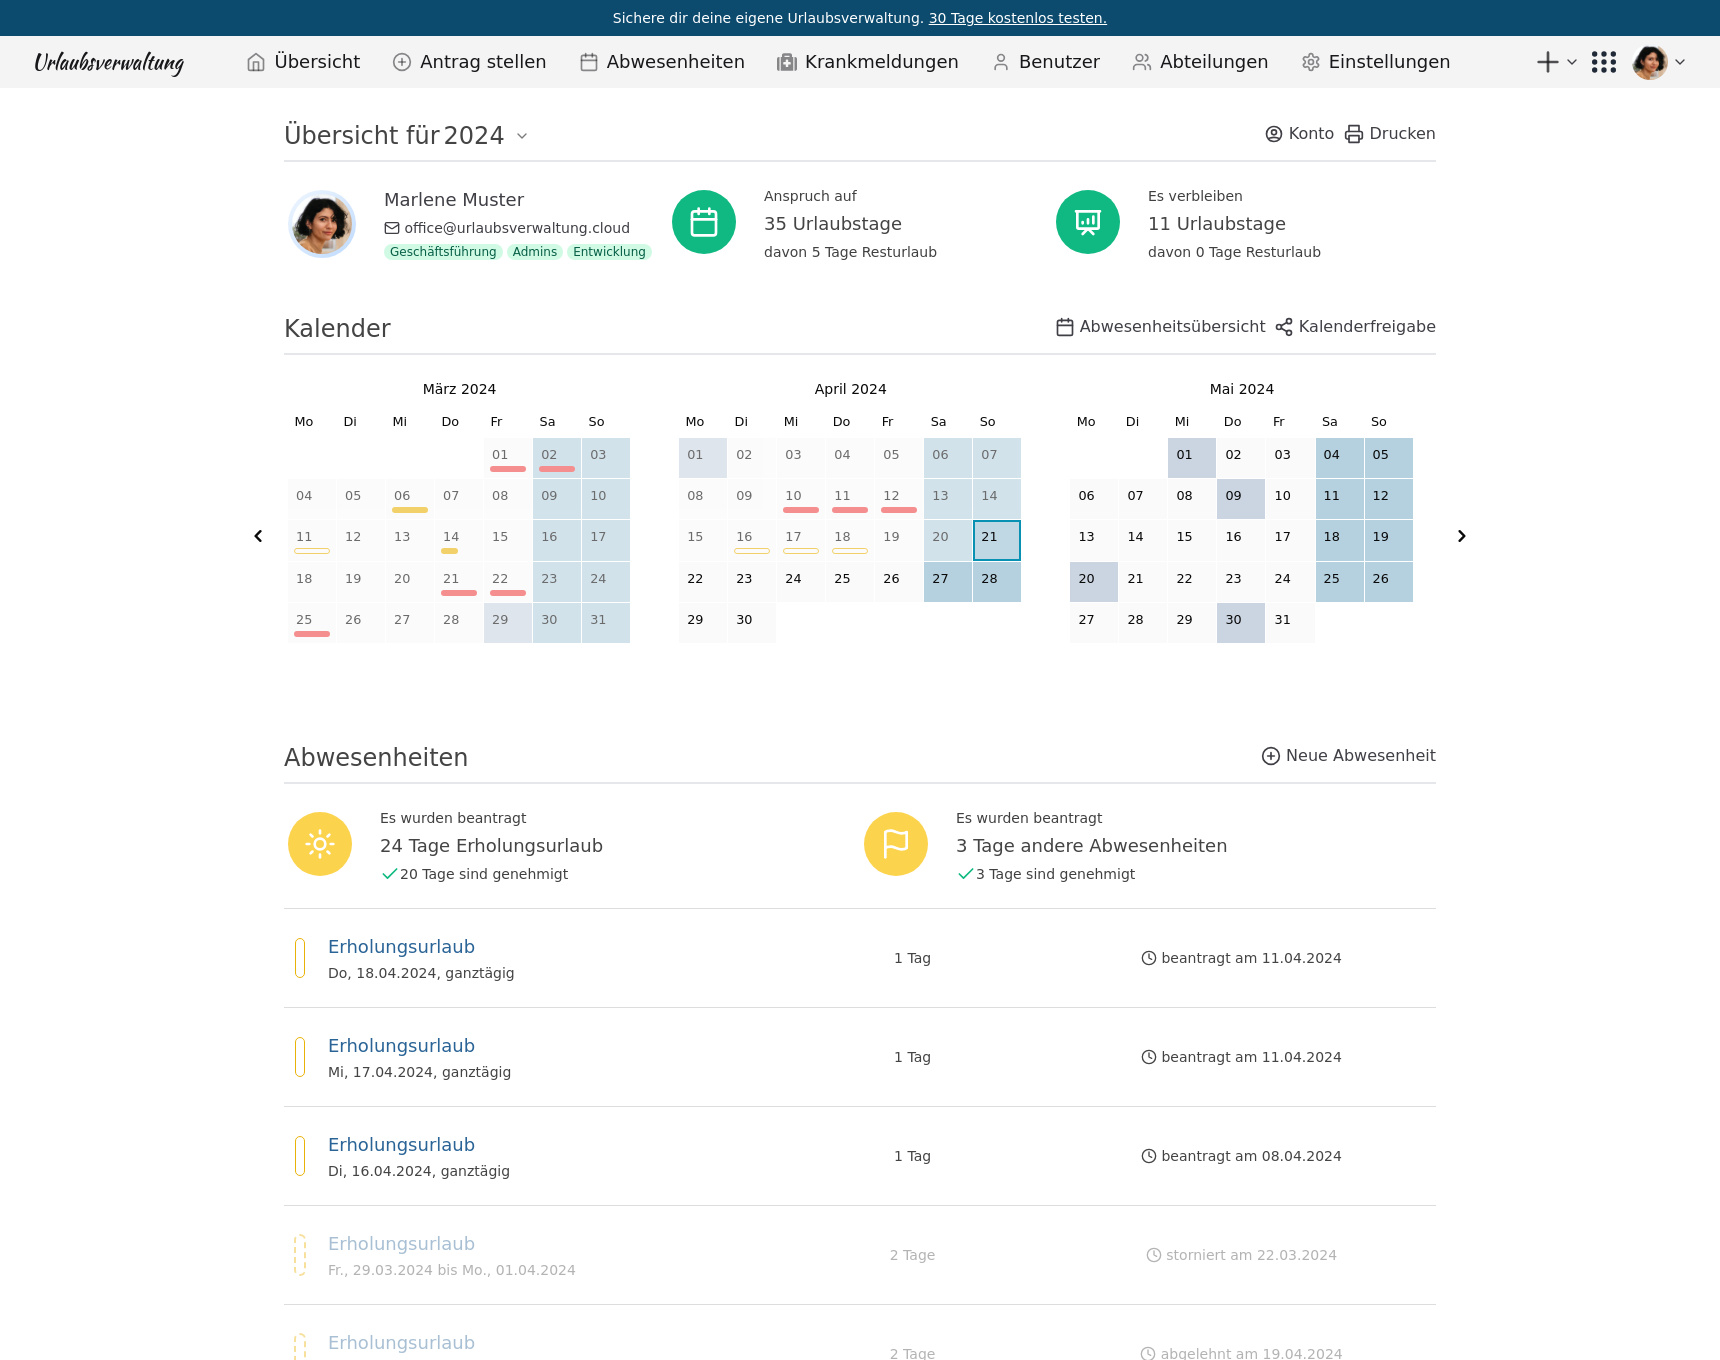 Sichere dir deine eigene Urlaubsverwaltung. 30 Tage kostenlos testen.
Urlaubsverwaltung Übersicht Antrag stellen Abwesenheiten Krankmeldungen Benutzer Abteilungen Einstellungen
Übersicht für 2024 Konto Drucken
Marlene Muster
office@urlaubsverwaltung.cloud
Geschäftsführung Admins Entwicklung
Anspruch auf
35 Urlaubstage
davon 5 Tage Resturlaub
Es verbleiben
11 Urlaubstage
davon 0 Tage Resturlaub
Kalender Abwesenheitsübersicht Kalenderfreigabe
März 2024
Mo Di Mi Do Fr Sa So
01 02 03
04 05 06 07 08 09 10
11 12 13 14 15 16 17
18 19 20 21 22 23 24
25 26 27 28 29 30 31
April 2024
Mo Di Mi Do Fr Sa So
01 02 03 04 05 06 07
08 09 10 11 12 13 14
15 16 17 18 19 20 21
22 23 24 25 26 27 28
29 30
Mai 2024
Mo Di Mi Do Fr Sa So
01 02 03 04 05
06 07 08 09 10 11 12
13 14 15 16 17 18 19
20 21 22 23 24 25 26
27 28 29 30 31
Abwesenheiten Neue Abwesenheit
Es wurden beantragt
24 Tage Erholungsurlaub
20 Tage sind genehmigt
Es wurden beantragt
3 Tage andere Abwesenheiten
3 Tage sind genehmigt
Erholungsurlaub
Do, 18.04.2024, ganztägig
1 Tag
beantragt am 11.04.2024
Erholungsurlaub
Mi, 17.04.2024, ganztägig
1 Tag
beantragt am 11.04.2024
Erholungsurlaub
Di, 16.04.2024, ganztägig
1 Tag
beantragt am 08.04.2024
Erholungsurlaub
Fr., 29.03.2024 bis Mo., 01.04.2024
2 Tage
storniert am 22.03.2024
Erholungsurlaub
2 Tage
abgelehnt am 19.04.2024